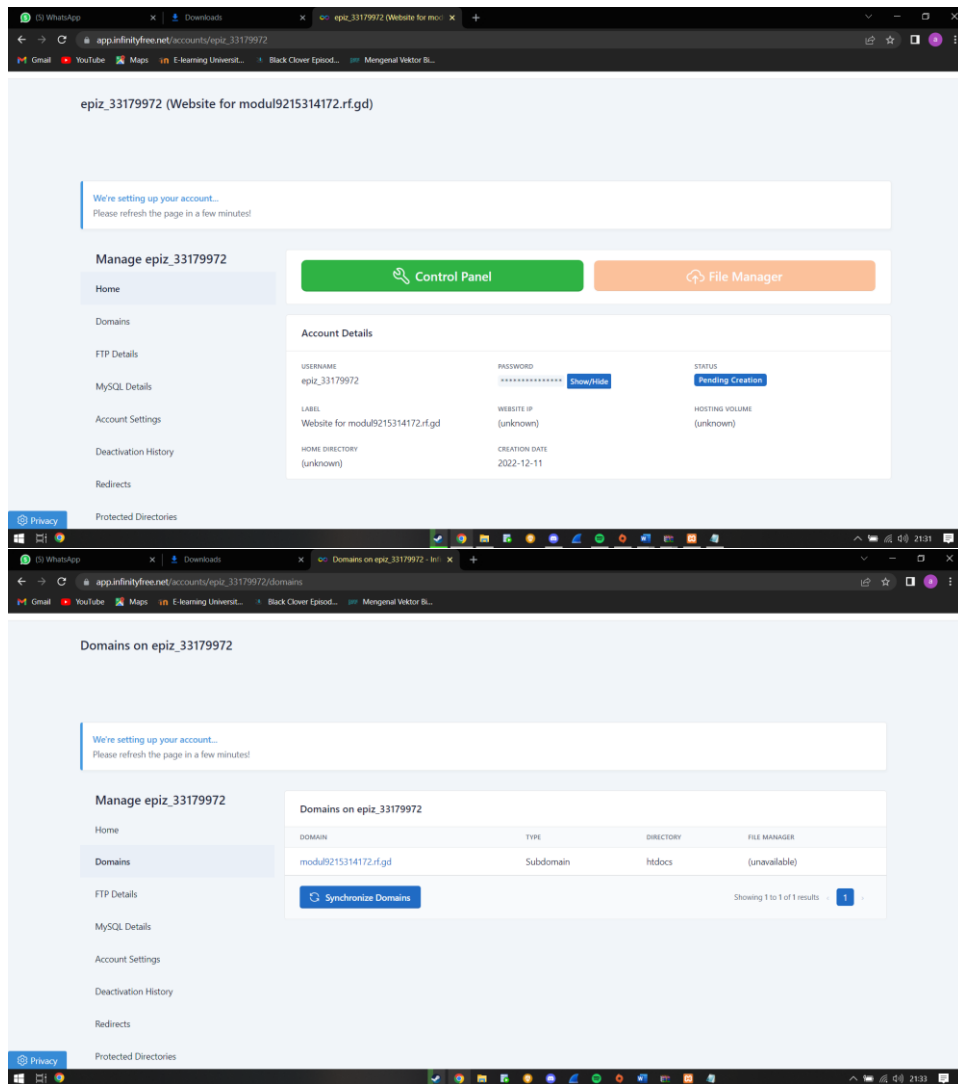 (5) WhatsApp
Downloads
epiz_33179972 (Website for mod
app.infinityfree.net/accounts/epiz_33179972
Gmail YouTube Maps E-learning Universit... Black Clover Episod... Mengenal Vektor Bi...
epiz_33179972 (Website for modul9215314172.rf.gd)
We're setting up your account...
Please refresh the page in a few minutes!
Manage epiz_33179972
Home
Domains
FTP Details
MySQL Details
Account Settings
Deactivation History
Redirects
Protected Directories
Control Panel
File Manager
Account Details
USERNAME PASSWORD STATUS
epiz_33179972 *************** Show/Hide Pending Creation
LABEL WEBSITE IP HOSTING VOLUME
Website for modul9215314172.rf.gd (unknown) (unknown)
HOME DIRECTORY CREATION DATE
(unknown) 2022-12-11
Privacy
21:31
(5) WhatsApp
Downloads
Domains on epiz_33179972 - Infi
app.infinityfree.net/accounts/epiz_33179972/domains
Gmail YouTube Maps E-learning Universit... Black Clover Episod... Mengenal Vektor Bi...
Domains on epiz_33179972
We're setting up your account...
Please refresh the page in a few minutes!
Manage epiz_33179972
Home
Domains
FTP Details
MySQL Details
Account Settings
Deactivation History
Redirects
Protected Directories
Domains on epiz_33179972
DOMAIN TYPE DIRECTORY FILE MANAGER
modul9215314172.rf.gd Subdomain htdocs (unavailable)
Synchronize Domains
Showing 1 to 1 of 1 results ‹ 1 ›
Privacy
21:33